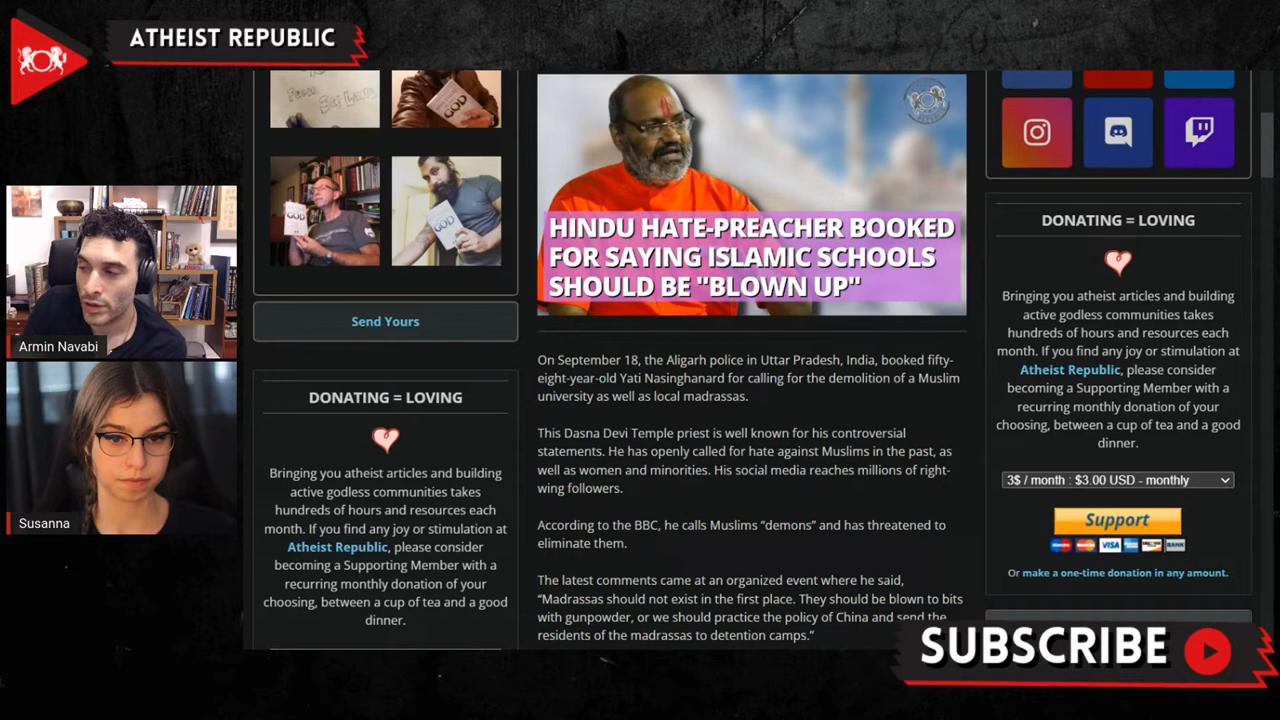 ATHEIST REPUBLIC
Armin Navabi
Susanna
GOD
GOD
GOD
Send Yours
DONATING = LOVING
Bringing you atheist articles and building
active godless communities takes
hundreds of hours and resources each
month. If you find any joy or stimulation at
Atheist Republic, please consider
becoming a Supporting Member with a
recurring monthly donation of your
choosing, between a cup of tea and a good
dinner.
HINDU HATE-PREACHER BOOKED
FOR SAYING ISLAMIC SCHOOLS
SHOULD BE "BLOWN UP"
On September 18, the Aligarh police in Uttar Pradesh, India, booked fifty-
eight-year-old Yati Nasinghanard for calling for the demolition of a Muslim
university as well as local madrassas.
This Dasna Devi Temple priest is well known for his controversial
statements. He has openly called for hate against Muslims in the past, as
well as women and minorities. His social media reaches millions of right-
wing followers.
According to the BBC, he calls Muslims “demons” and has threatened to
eliminate them.
The latest comments came at an organized event where he said,
“Madrassas should not exist in the first place. They should be blown to bits
with gunpowder, or we should practice the policy of China and send the
residents of the madrassas to detention camps.”
DONATING = LOVING
Bringing you atheist articles and building
active godless communities takes
hundreds of hours and resources each
month. If you find any joy or stimulation at
Atheist Republic, please consider
becoming a Supporting Member with a
recurring monthly donation of your
choosing, between a cup of tea and a good
dinner.
3$ / month : $3.00 USD - monthly
Support
VISA
BANK
Or make a one-time donation in any amount.
SUBSCRIBE